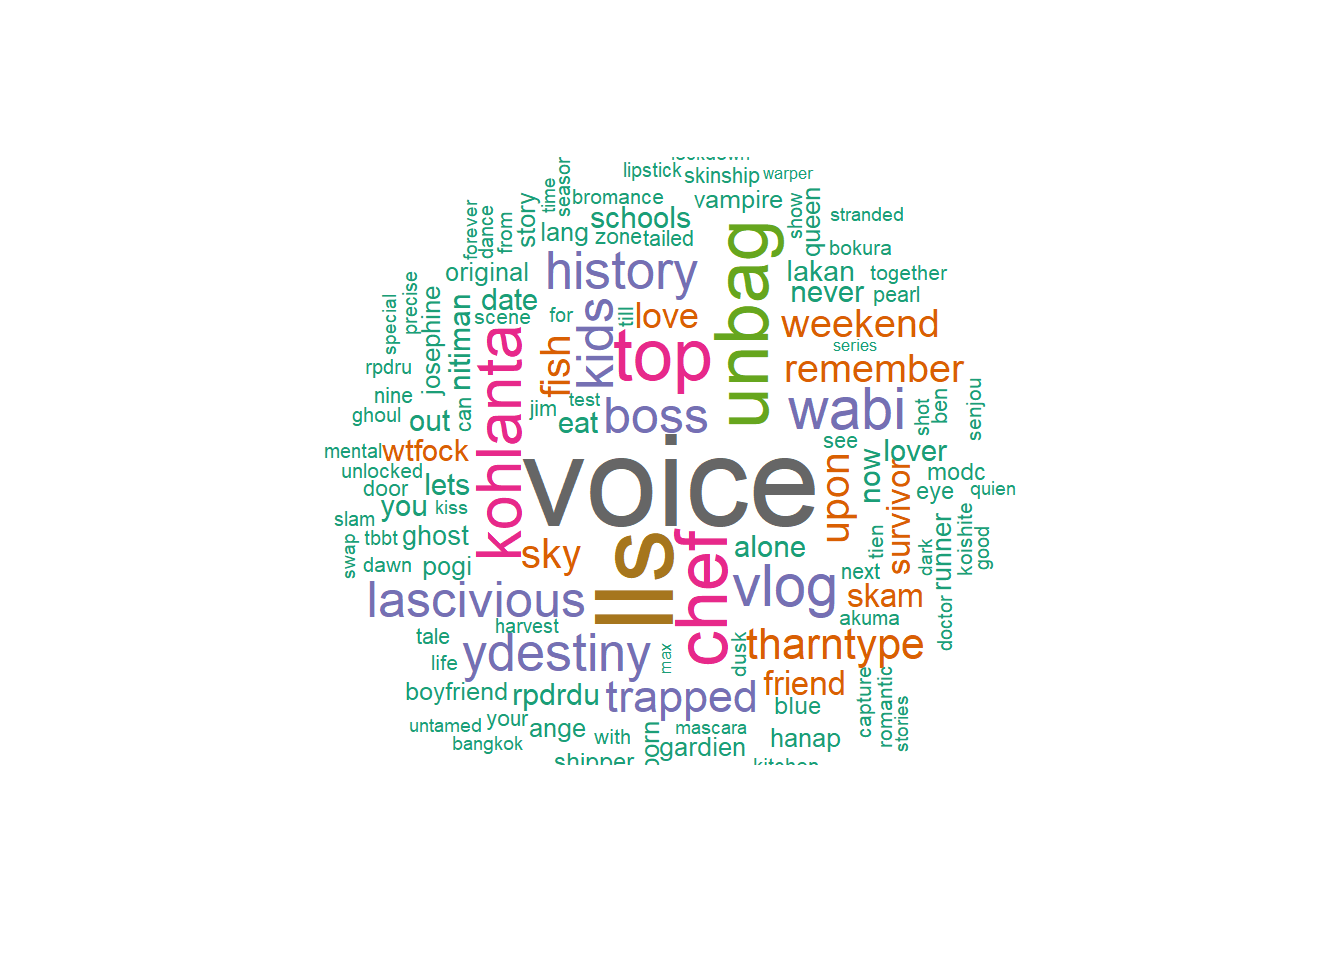 lipstick
skinship
warper
season
time
bromance
vampire
show
queen
stranded
forever
dance
from
story
lang
schools
zone
tailed
bokura
history
unbag
lakan
together
original
never
pearl
special
precise
josephine
nitiman
date
scene
for
kids
till
love
weekend
series
kohlanta
fish
top
remember
rpdru
nine
ghoul
out
can
jim
test
eat
boss
wabi
shot
ben
senjou
mental
wtfock
see
lover
unlocked
door
lets
voice
upon
now
survivor
modc
eye
quien
you
kiss
slam
tbbt
ghost
swap
dawn
pogi
sky
lls
chef
alone
tien
next
dark
runner
koishite
good
lascivious
vlog
skam
akuma
doctor
harvest
tale
life
ydestiny
max
dusk
tharntype
boyfriend
rpdrdu
trapped
friend
blue
capture
romantic
stories
untamed
your
bangkok
ange
with
mascara
gardien
hanap
shipper